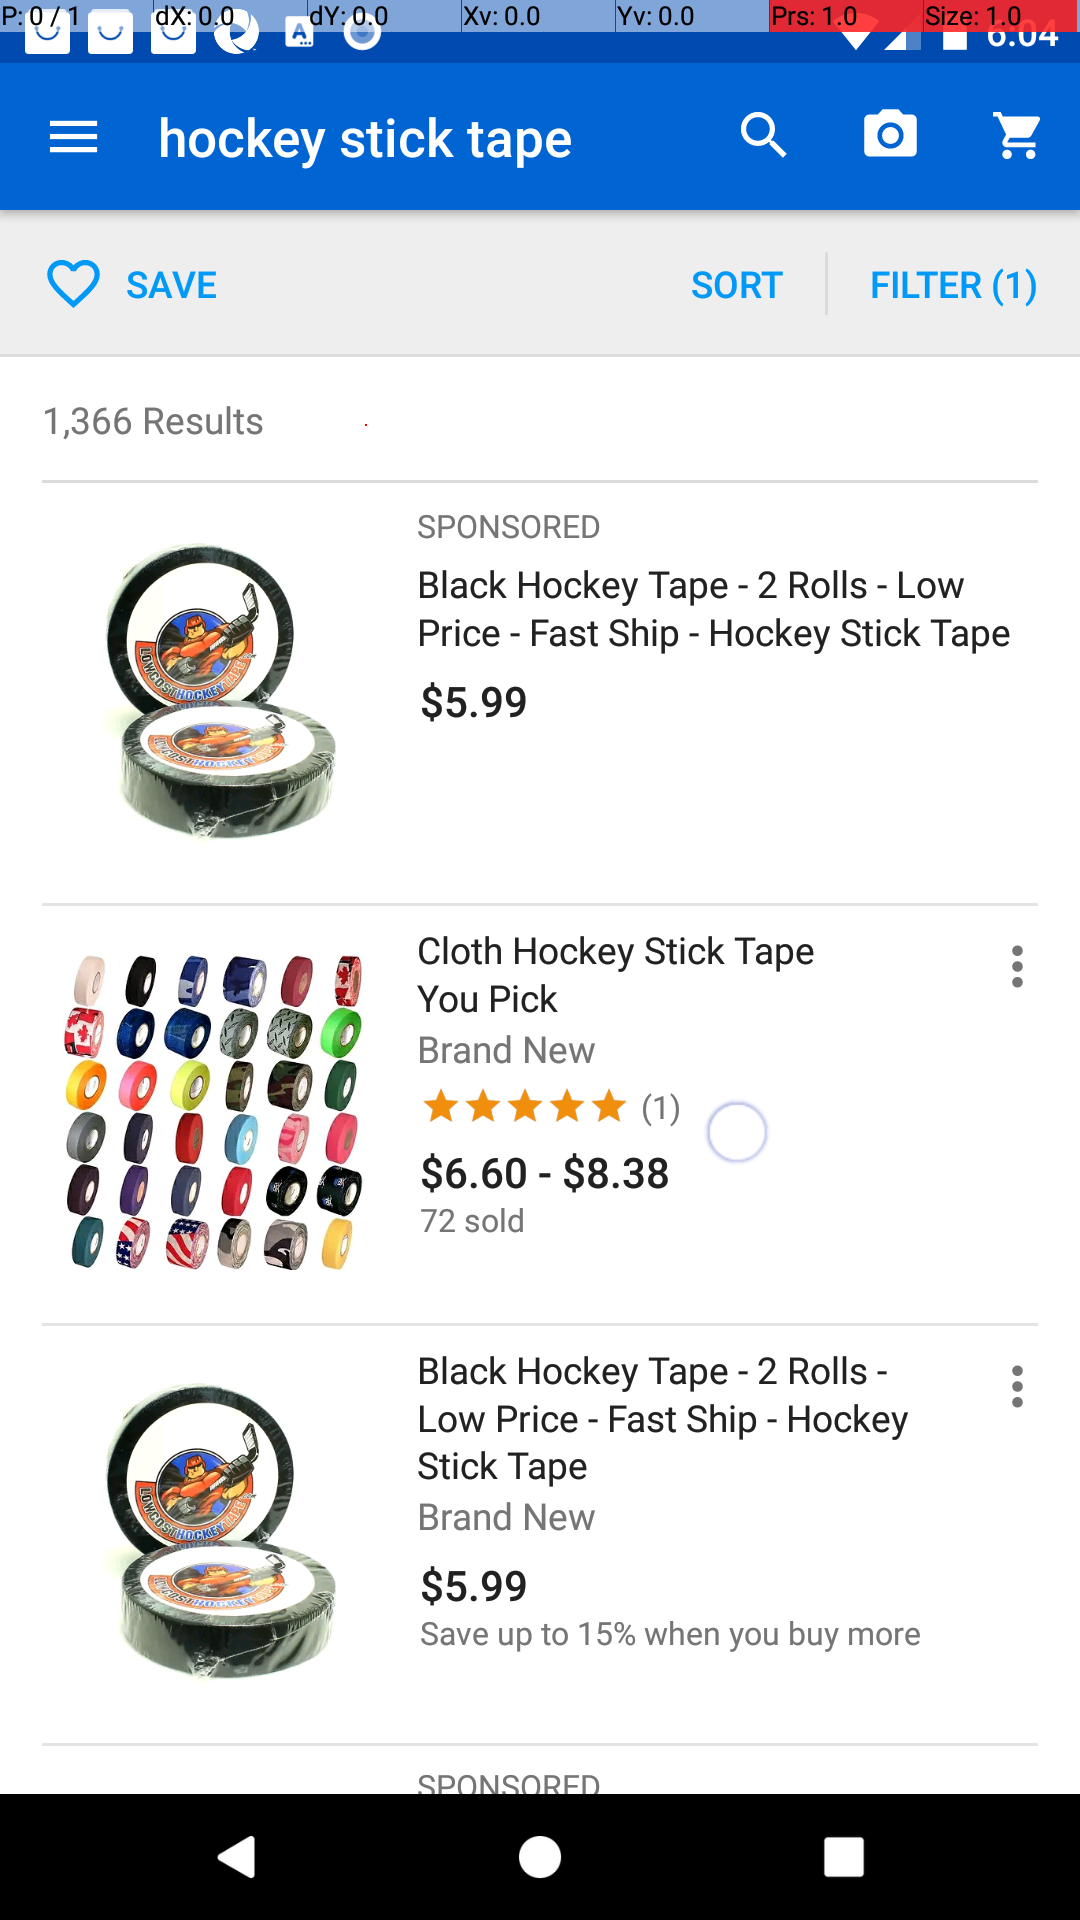 P: 0 / 1 dX: 0.0 dY: 0.0 Xv: 0.0 Yv: 0.0 Prs: 1.0 Size: 1.0
6:04
hockey stick tape
SAVE SORT FILTER (1)
1,366 Results
SPONSORED
Black Hockey Tape - 2 Rolls - Low
Price - Fast Ship - Hockey Stick Tape
$5.99
LOWCOSTHOCKEYTAPE
Cloth Hockey Stick Tape
You Pick
Brand New
(1)
$6.60 - $8.38
72 sold
Black Hockey Tape - 2 Rolls -
Low Price - Fast Ship - Hockey
Stick Tape
Brand New
$5.99
Save up to 15% when you buy more
LOWCOSTHOCKEYTAPE
SPONSORED